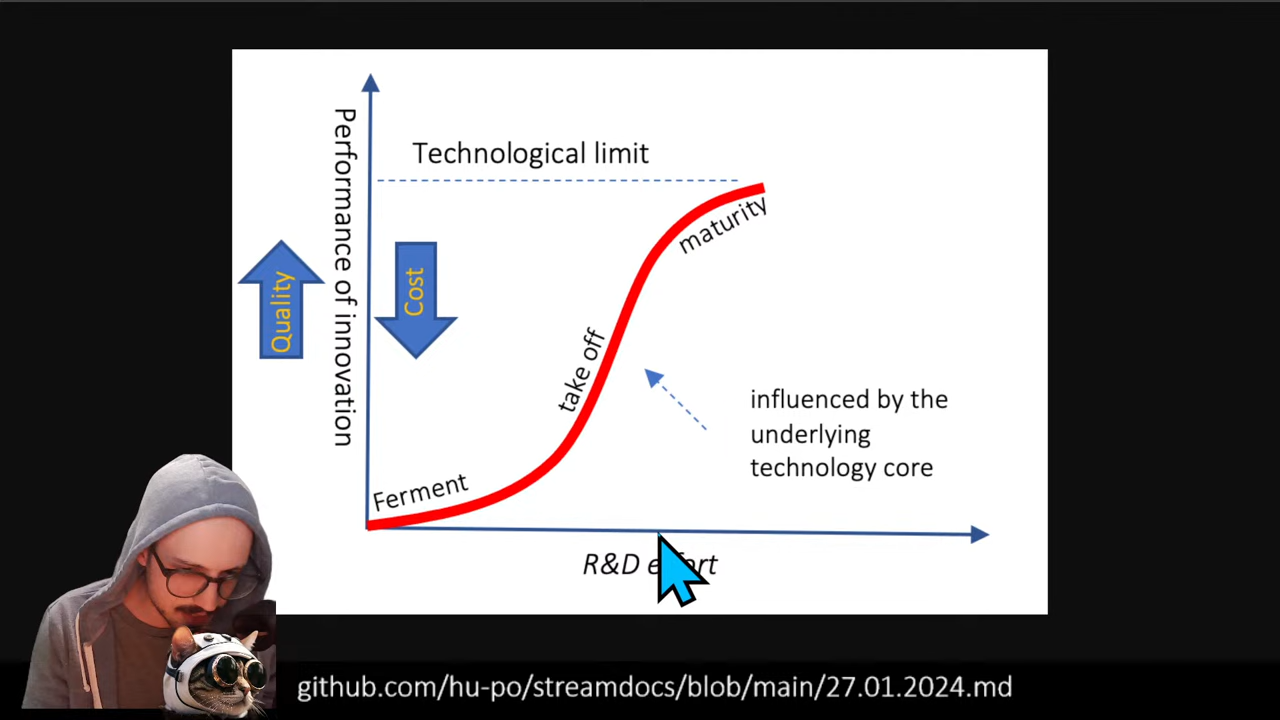 Technological limit
Performance of innovation
Quality
Cost
maturity
take off
influenced by the
underlying
technology core
Ferment
R&D effort
github.com/hu-po/streamdocs/blob/main/27.01.2024.md